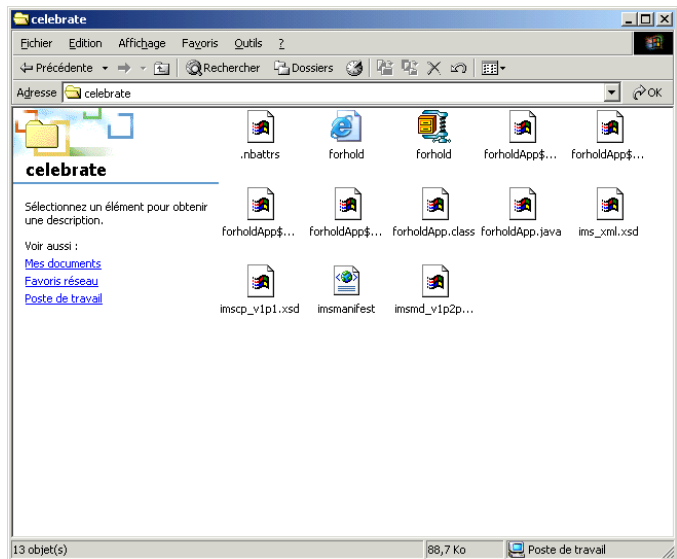 celebrate
Fichier Edition Affichage Favoris Outils ?
Précédente Rechercher Dossiers
Adresse celebrate OK
celebrate
Sélectionnez un élément pour obtenir
une description.
Voir aussi :
Mes documents
Favoris réseau
Poste de travail
.nbattrs forhold forhold forholdApp$... forholdApp$...
forholdApp$... forholdApp$... forholdApp.class forholdApp.java ims_xml.xsd
imscp_v1p1.xsd imsmanifest imsmd_v1p2p...
13 objet(s) 88,7 Ko Poste de travail